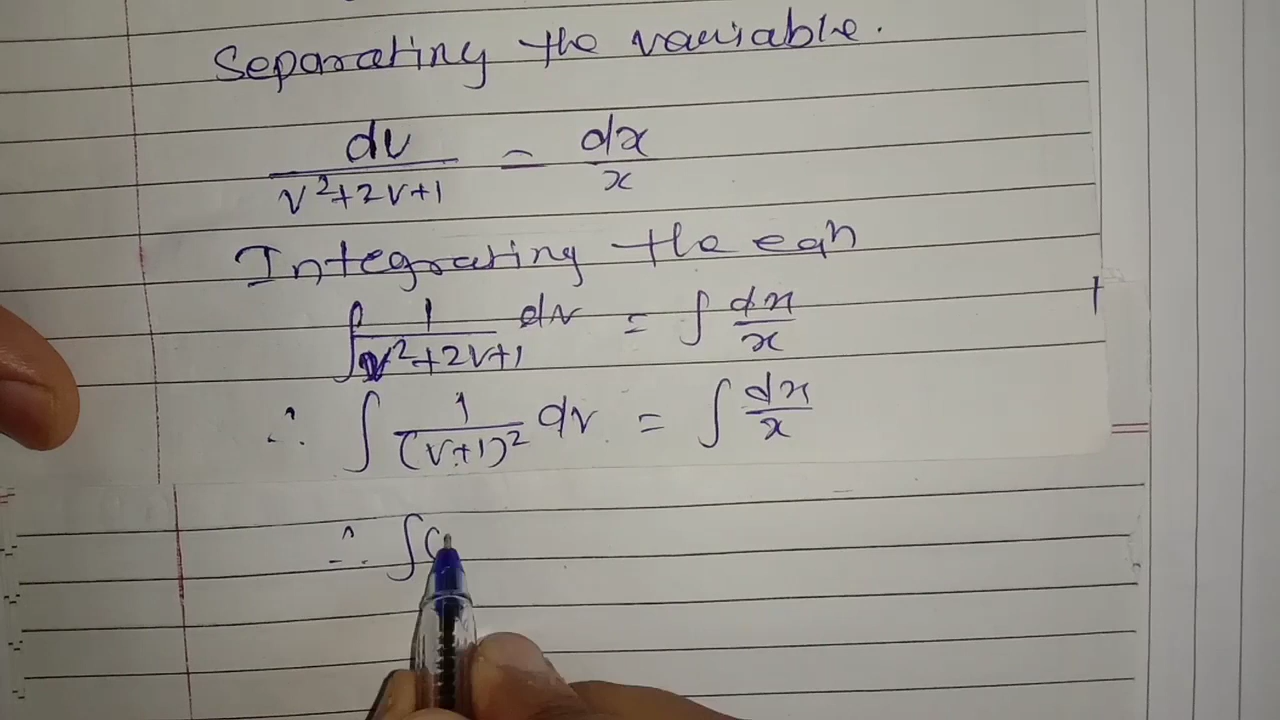 Separating the variable.
dv/(v²+2v+1) = dx/x
Integrating the eqn
∫ 1/(v²+2v+1) dv = ∫ dx/x
∴ ∫ 1/(v+1)² dv = ∫ dx/x
∴ ∫(